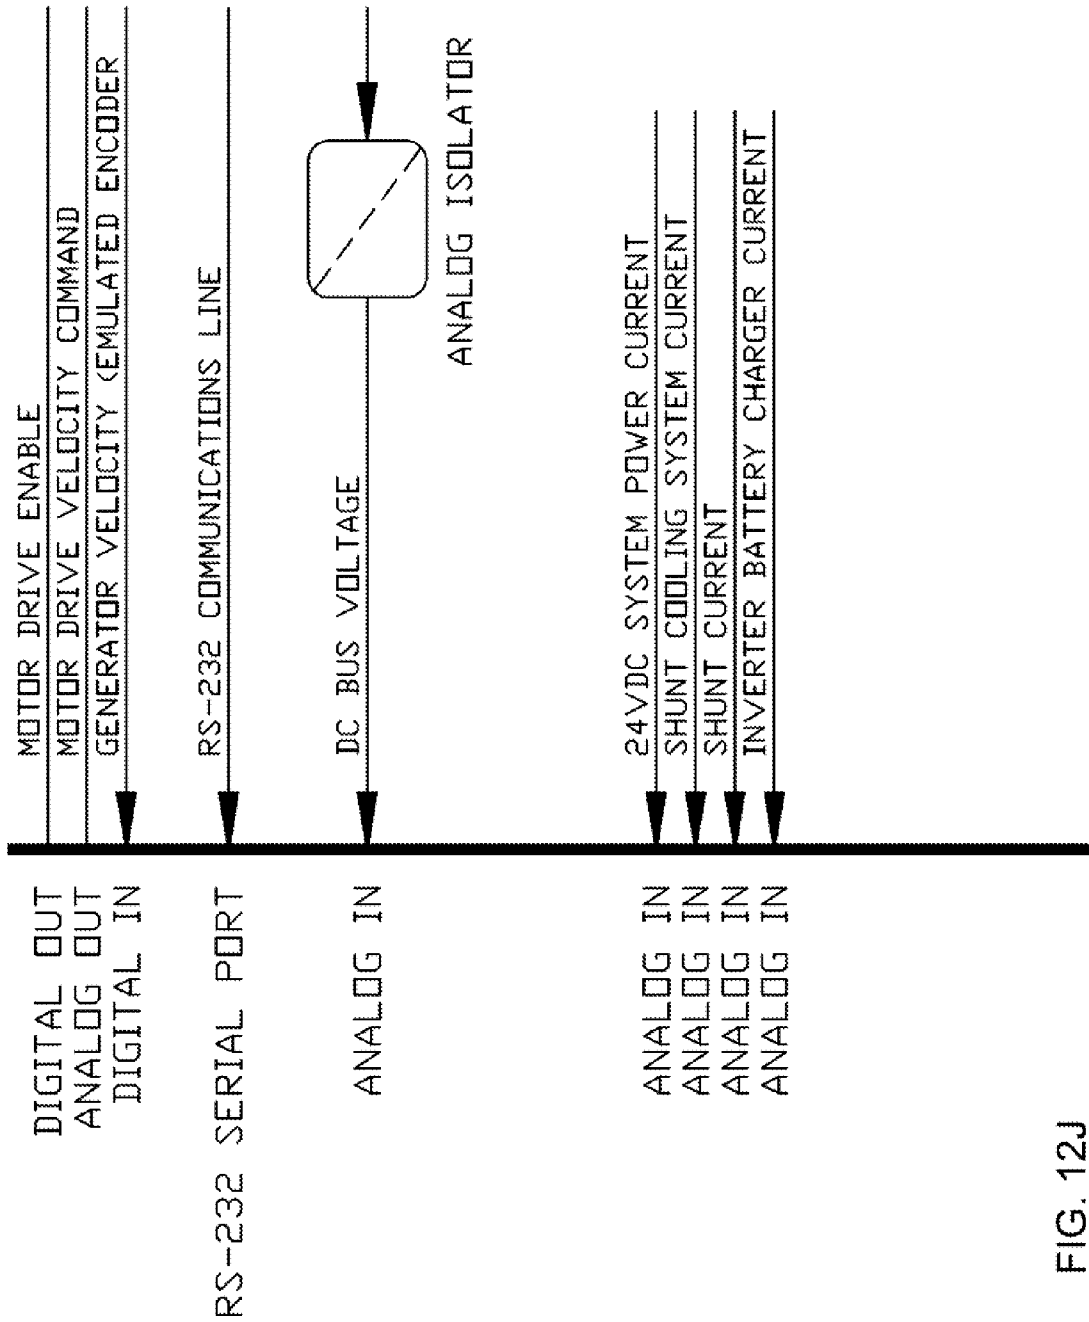 DIGITAL OUT
MOTOR DRIVE ENABLE
ANALOG OUT
MOTOR DRIVE VELOCITY COMMAND
DIGITAL IN
GENERATOR VELOCITY (EMULATED ENCODER
RS-232 SERIAL PORT
RS-232 COMMUNICATIONS LINE
ANALOG IN
DC BUS VOLTAGE
ANALOG ISOLATOR
ANALOG IN
24VDC SYSTEM POWER CURRENT
ANALOG IN
SHUNT COOLING SYSTEM CURRENT
ANALOG IN
SHUNT CURRENT
ANALOG IN
INVERTER BATTERY CHARGER CURRENT
FIG. 12J